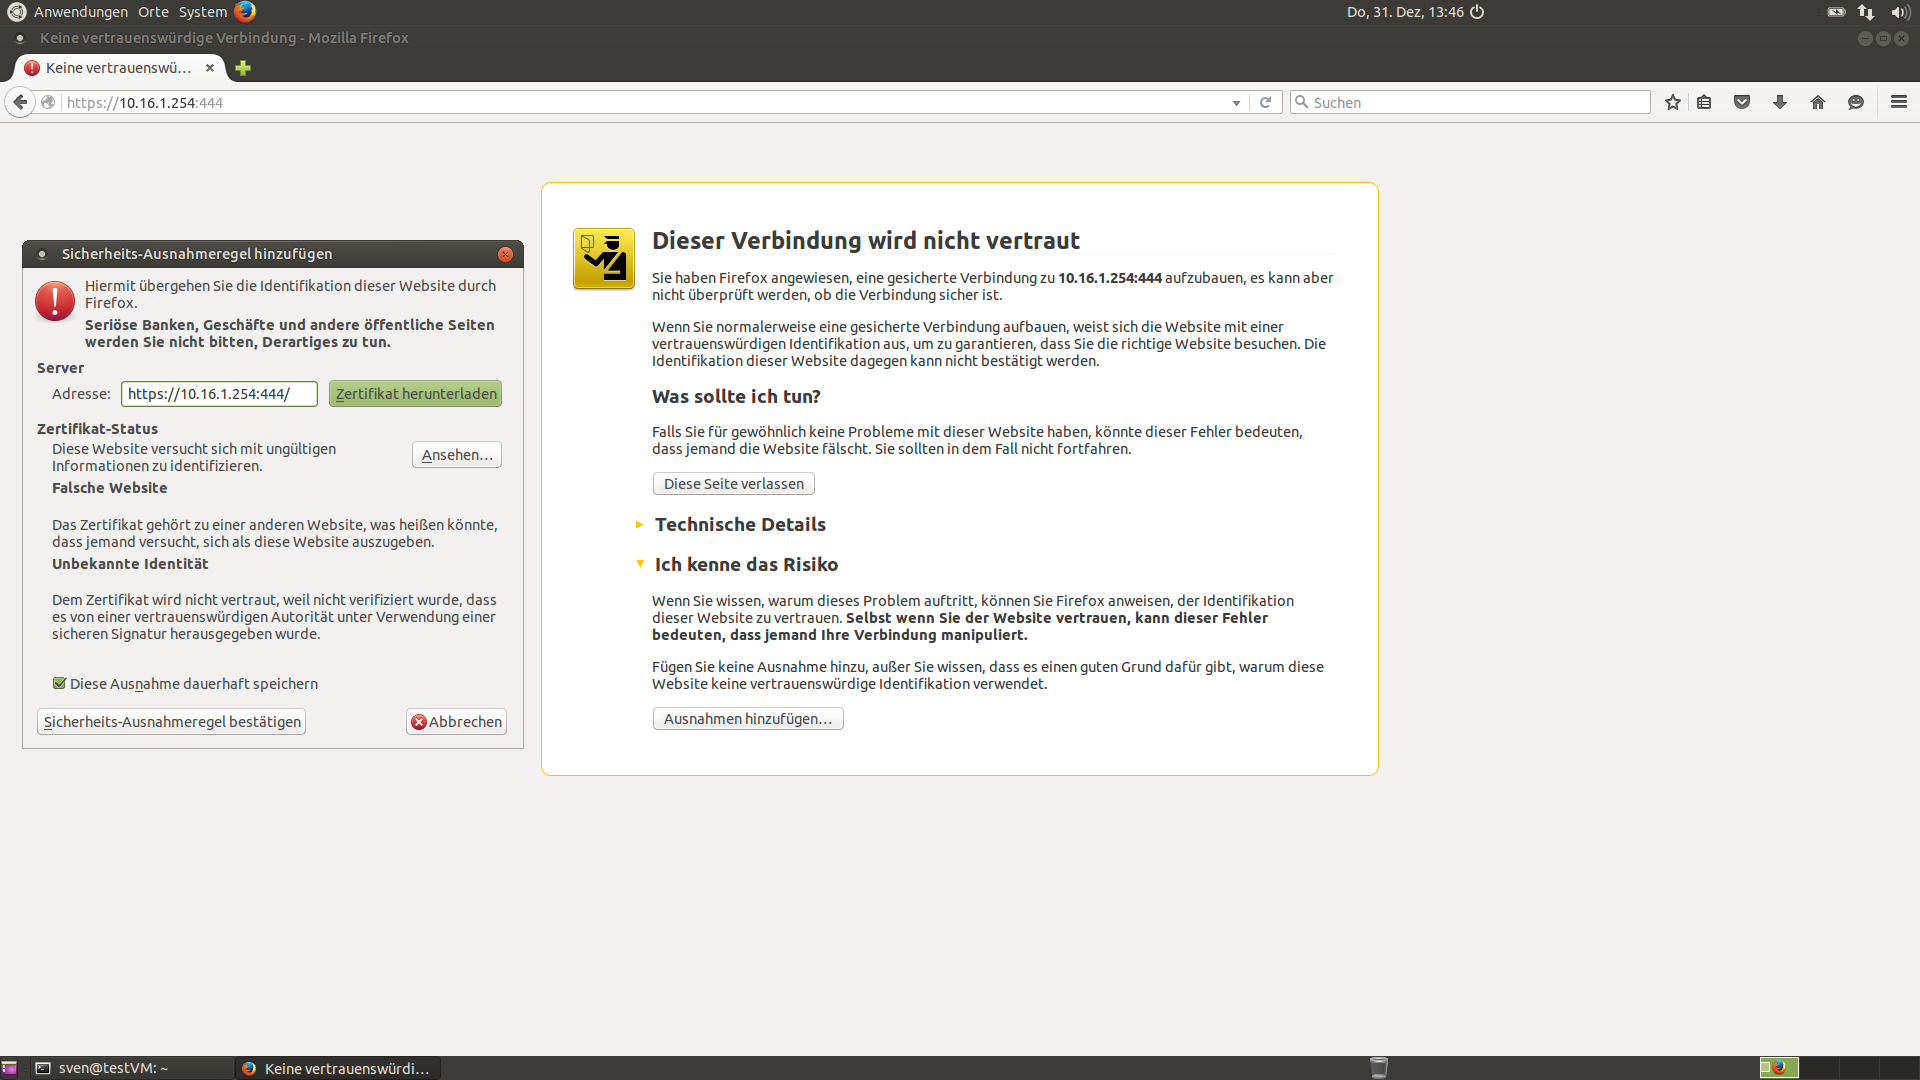 Anwendungen Orte System
Do, 31. Dez, 13:46
Keine vertrauenswürdige Verbindung - Mozilla Firefox
Keine vertrauenswü…
https://10.16.1.254:444
Suchen
Sicherheits-Ausnahmeregel hinzufügen
Hiermit übergehen Sie die Identifikation dieser Website durch
Firefox.
Seriöse Banken, Geschäfte und andere öffentliche Seiten
werden Sie nicht bitten, Derartiges zu tun.
Server
Adresse: https://10.16.1.254:444/ Zertifikat herunterladen
Zertifikat-Status
Diese Website versucht sich mit ungültigen
Informationen zu identifizieren.
Ansehen…
Falsche Website
Das Zertifikat gehört zu einer anderen Website, was heißen könnte,
dass jemand versucht, sich als diese Website auszugeben.
Unbekannte Identität
Dem Zertifikat wird nicht vertraut, weil nicht verifiziert wurde, dass
es von einer vertrauenswürdigen Autorität unter Verwendung einer
sicheren Signatur herausgegeben wurde.
Diese Ausnahme dauerhaft speichern
Sicherheits-Ausnahmeregel bestätigen Abbrechen
Dieser Verbindung wird nicht vertraut
Sie haben Firefox angewiesen, eine gesicherte Verbindung zu 10.16.1.254:444 aufzubauen, es kann aber
nicht überprüft werden, ob die Verbindung sicher ist.
Wenn Sie normalerweise eine gesicherte Verbindung aufbauen, weist sich die Website mit einer
vertrauenswürdigen Identifikation aus, um zu garantieren, dass Sie die richtige Website besuchen. Die
Identifikation dieser Website dagegen kann nicht bestätigt werden.
Was sollte ich tun?
Falls Sie für gewöhnlich keine Probleme mit dieser Website haben, könnte dieser Fehler bedeuten,
dass jemand die Website fälscht. Sie sollten in dem Fall nicht fortfahren.
Diese Seite verlassen
Technische Details
Ich kenne das Risiko
Wenn Sie wissen, warum dieses Problem auftritt, können Sie Firefox anweisen, der Identifikation
dieser Website zu vertrauen. Selbst wenn Sie der Website vertrauen, kann dieser Fehler
bedeuten, dass jemand Ihre Verbindung manipuliert.
Fügen Sie keine Ausnahme hinzu, außer Sie wissen, dass es einen guten Grund dafür gibt, warum diese
Website keine vertrauenswürdige Identifikation verwendet.
Ausnahmen hinzufügen…
sven@testVM: ~
Keine vertrauenswürdi…